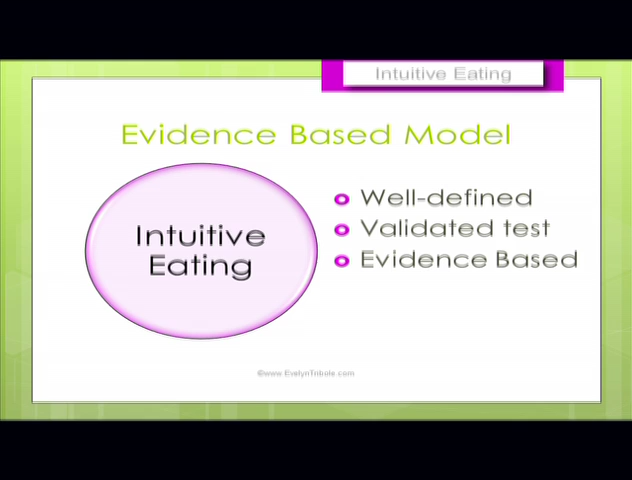 Intuitive Eating
Evidence Based Model
Intuitive
Eating
Well-defined
Validated test
Evidence Based
©www.EvelynTribole.com